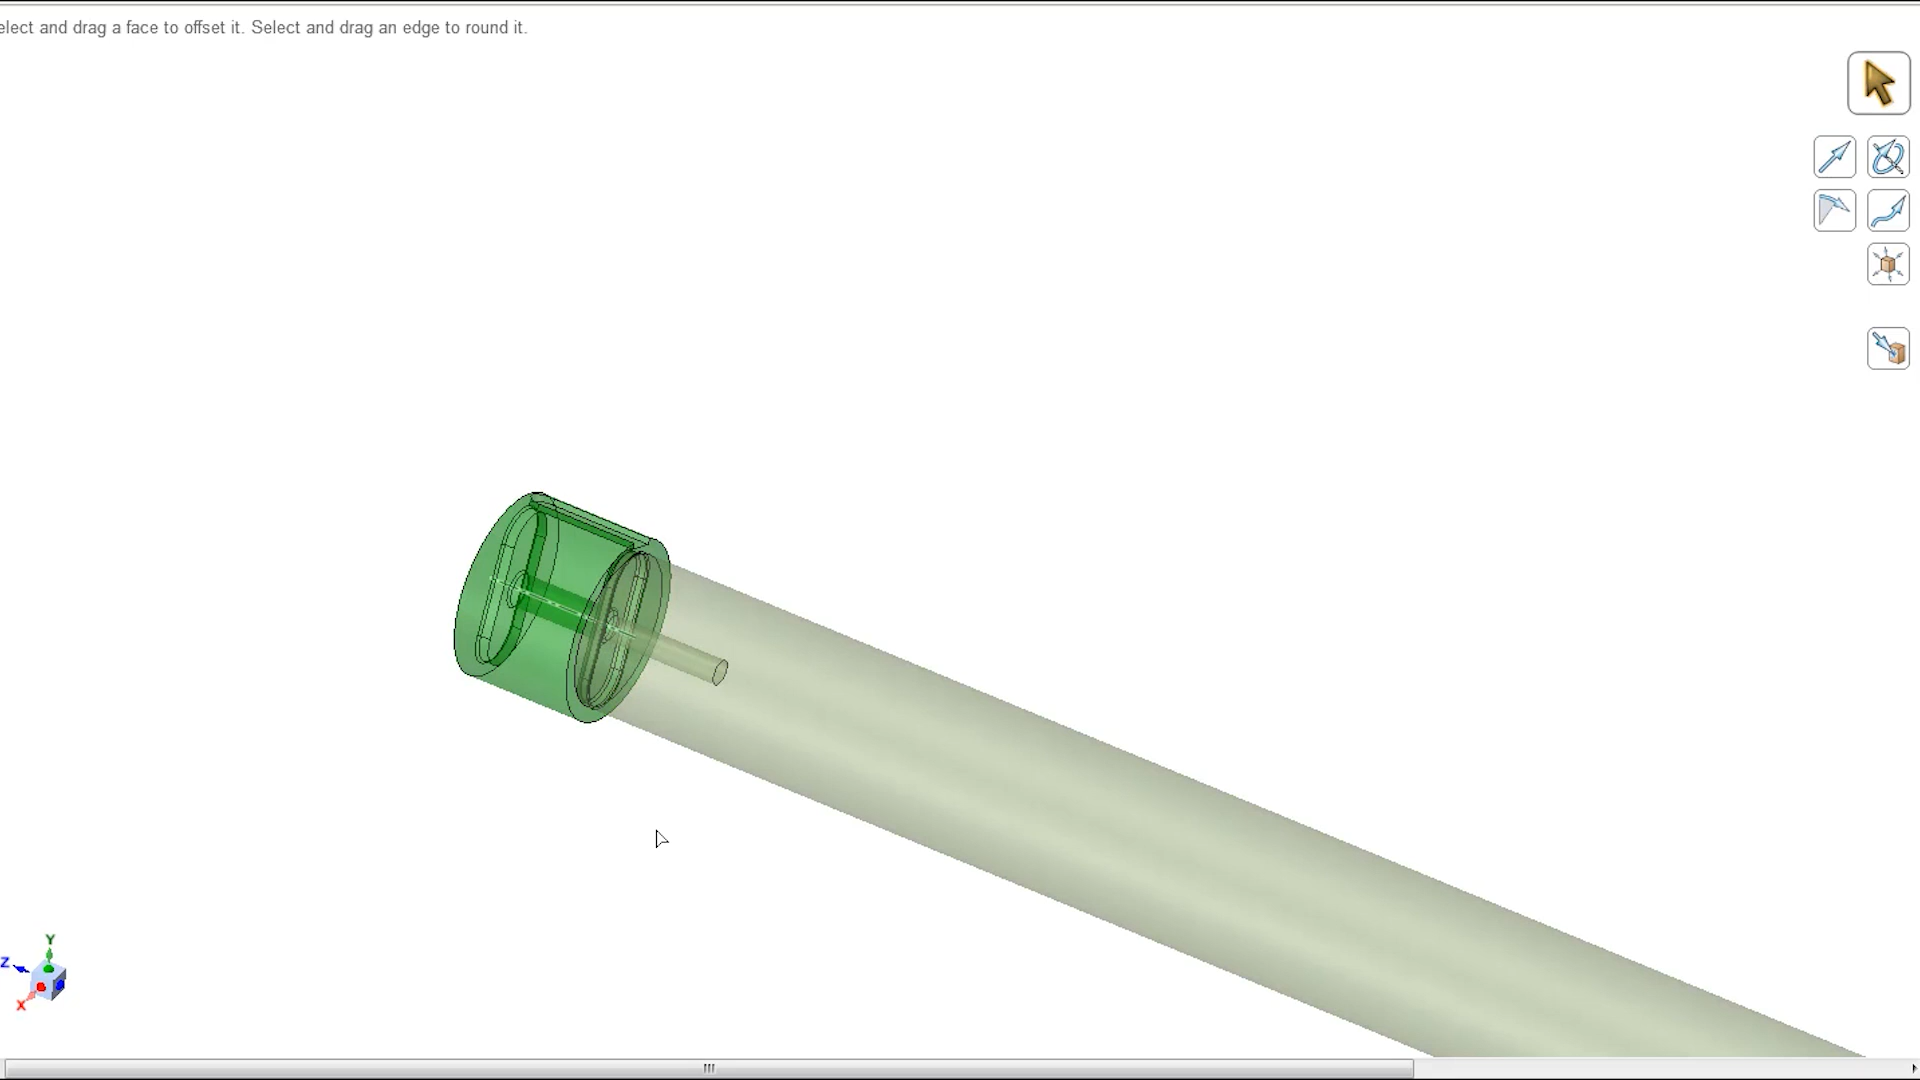 elect and drag a face to offset it. Select and drag an edge to round it.
Y
Z
X